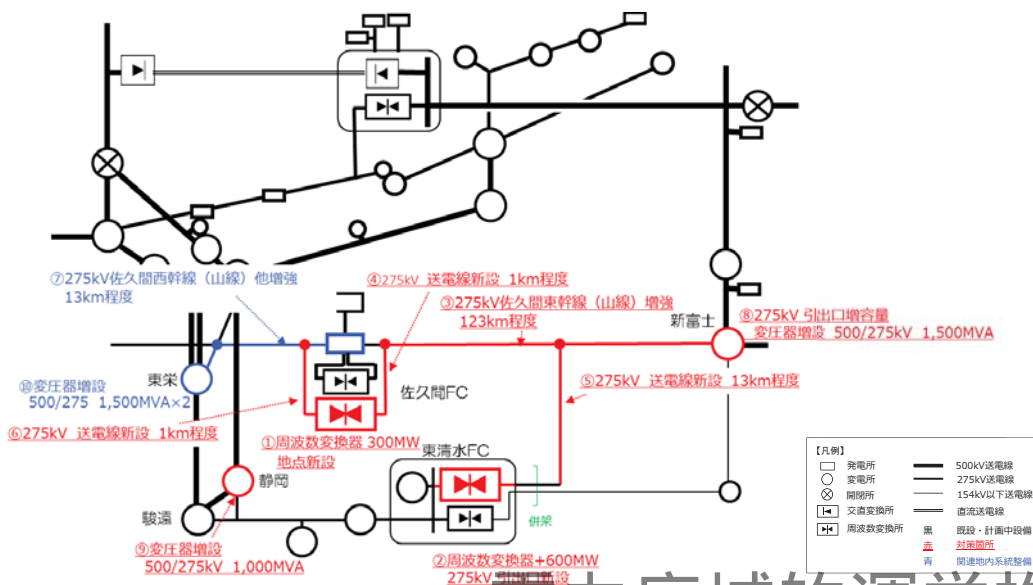 ⑦275kV佐久間西幹線（山線）他増強
13km程度
④275kV 送電線新設 1km程度
③275kV佐久間東幹線（山線）増強
123km程度
新富士
⑧275kV 引出口増容量
変圧器増設 500/275kV 1,500MVA
東栄
⑩変圧器増設
500/275 1,500MVA×2
佐久間FC
⑤275kV 送電線新設 13km程度
⑥275kV 送電線新設 1km程度
①周波数変換器 300MW
地点新設
東清水FC
静岡
駿遠
併架
⑨変圧器増設
500/275kV 1,000MVA
②周波数変換器+600MW
275kV 引出口新設
【凡例】
発電所
変電所
開閉所
交直変換所
周波数変換所
500kV送電線
275kV送電線
154kV以下送電線
直流送電線
黒 既設・計画中設備
赤 対策箇所
青 関連地内系統整備
広域的運営